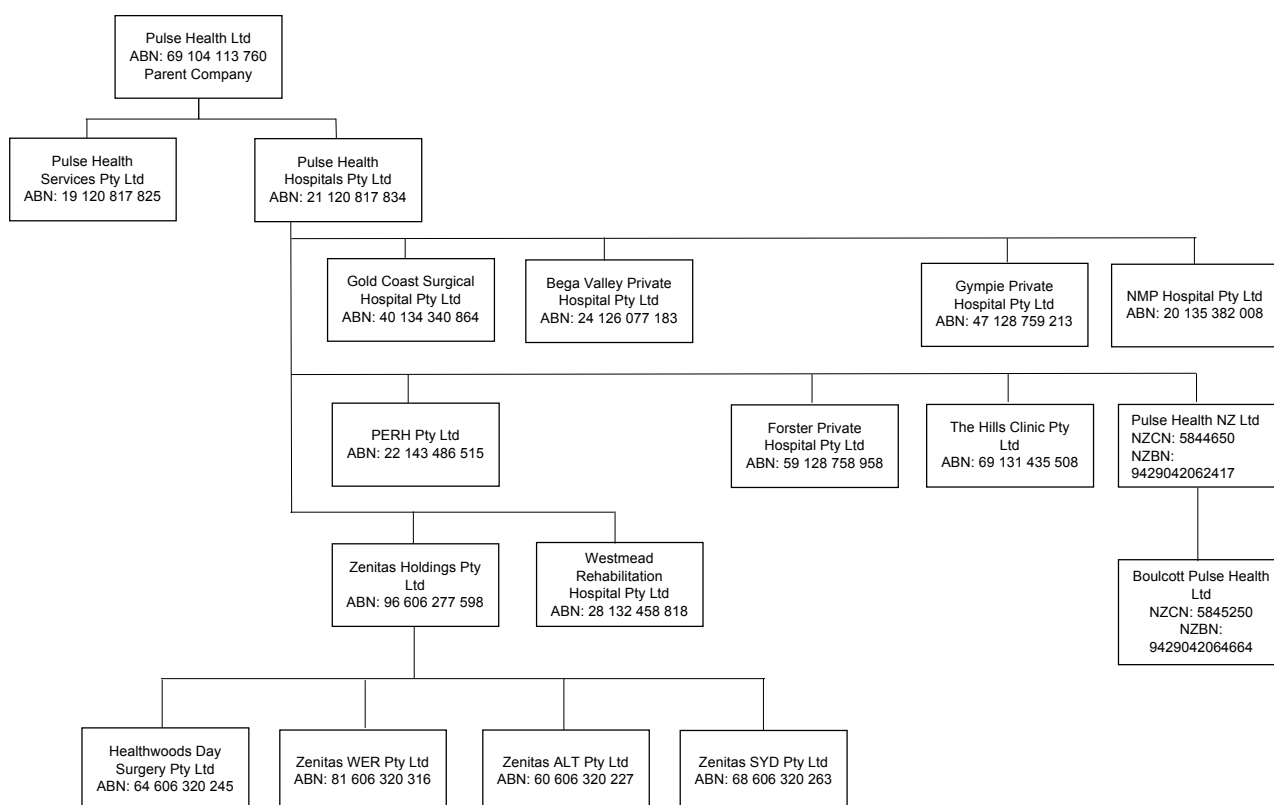 Pulse Health Ltd
ABN: 69 104 113 760
Parent Company
Pulse Health
Services Pty Ltd
ABN: 19 120 817 825
Pulse Health
Hospitals Pty Ltd
ABN: 21 120 817 834
Gold Coast Surgical
Hospital Pty Ltd
ABN: 40 134 340 864
Bega Valley Private
Hospital Pty Ltd
ABN: 24 126 077 183
Gympie Private
Hospital Pty Ltd
ABN: 47 128 759 213
NMP Hospital Pty Ltd
ABN: 20 135 382 008
PERH Pty Ltd
ABN: 22 143 486 515
Forster Private
Hospital Pty Ltd
ABN: 59 128 758 958
The Hills Clinic Pty
Ltd
ABN: 69 131 435 508
Pulse Health NZ Ltd
NZCN: 5844650
NZBN:
9429042062417
Zenitas Holdings Pty
Ltd
ABN: 96 606 277 598
Westmead
Rehabilitation
Hospital Pty Ltd
ABN: 28 132 458 818
Boulcott Pulse Health
Ltd
NZCN: 5845250
NZBN:
9429042064664
Healthwoods Day
Surgery Pty Ltd
ABN: 64 606 320 245
Zenitas WER Pty Ltd
ABN: 81 606 320 316
Zenitas ALT Pty Ltd
ABN: 60 606 320 227
Zenitas SYD Pty Ltd
ABN: 68 606 320 263